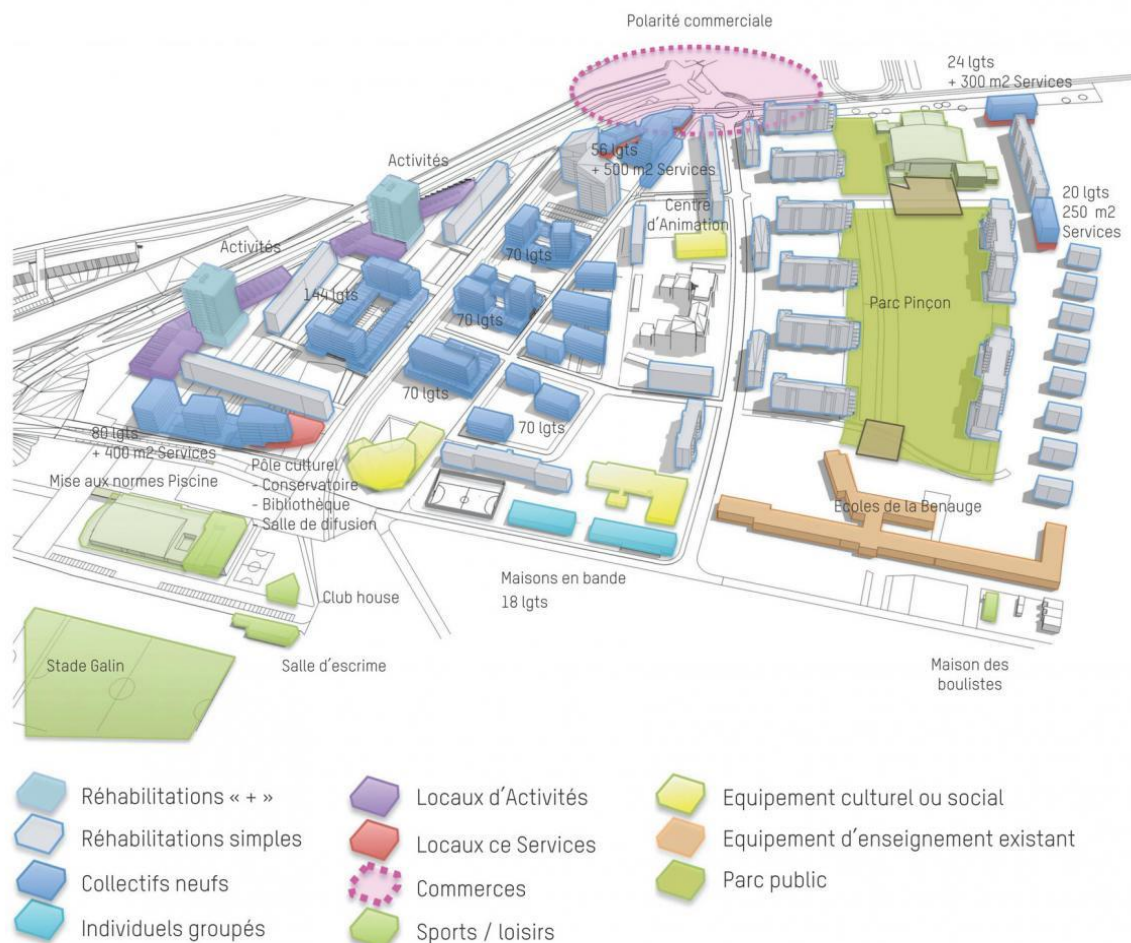 Polarité commerciale
24 lgts
+ 300 m2 Services
Activités
56 lgts
+ 500 m2 Services
Centre
d'Animation
20 lgts
250 m2
Services
Activités
70 lgts
144 lgts
70 lgts
Parc Pinçon
70 lgts
70 lgts
80 lgts
+ 400 m2 Services
Mise aux normes Piscine
Pôle culturel
- Conservatoire
- Bibliothèque
- Salle de difusion
Ecoles de la Benauge
Maisons en bande
18 lgts
Club house
Salle d'escrime
Stade Galin
Maison des
boulistes
Réhabilitations « + »
Réhabilitations simples
Collectifs neufs
Individuels groupés
Locaux d'Activités
Locaux ce Services
Commerces
Sports / loisirs
Equipement culturel ou social
Equipement d'enseignement existant
Parc public